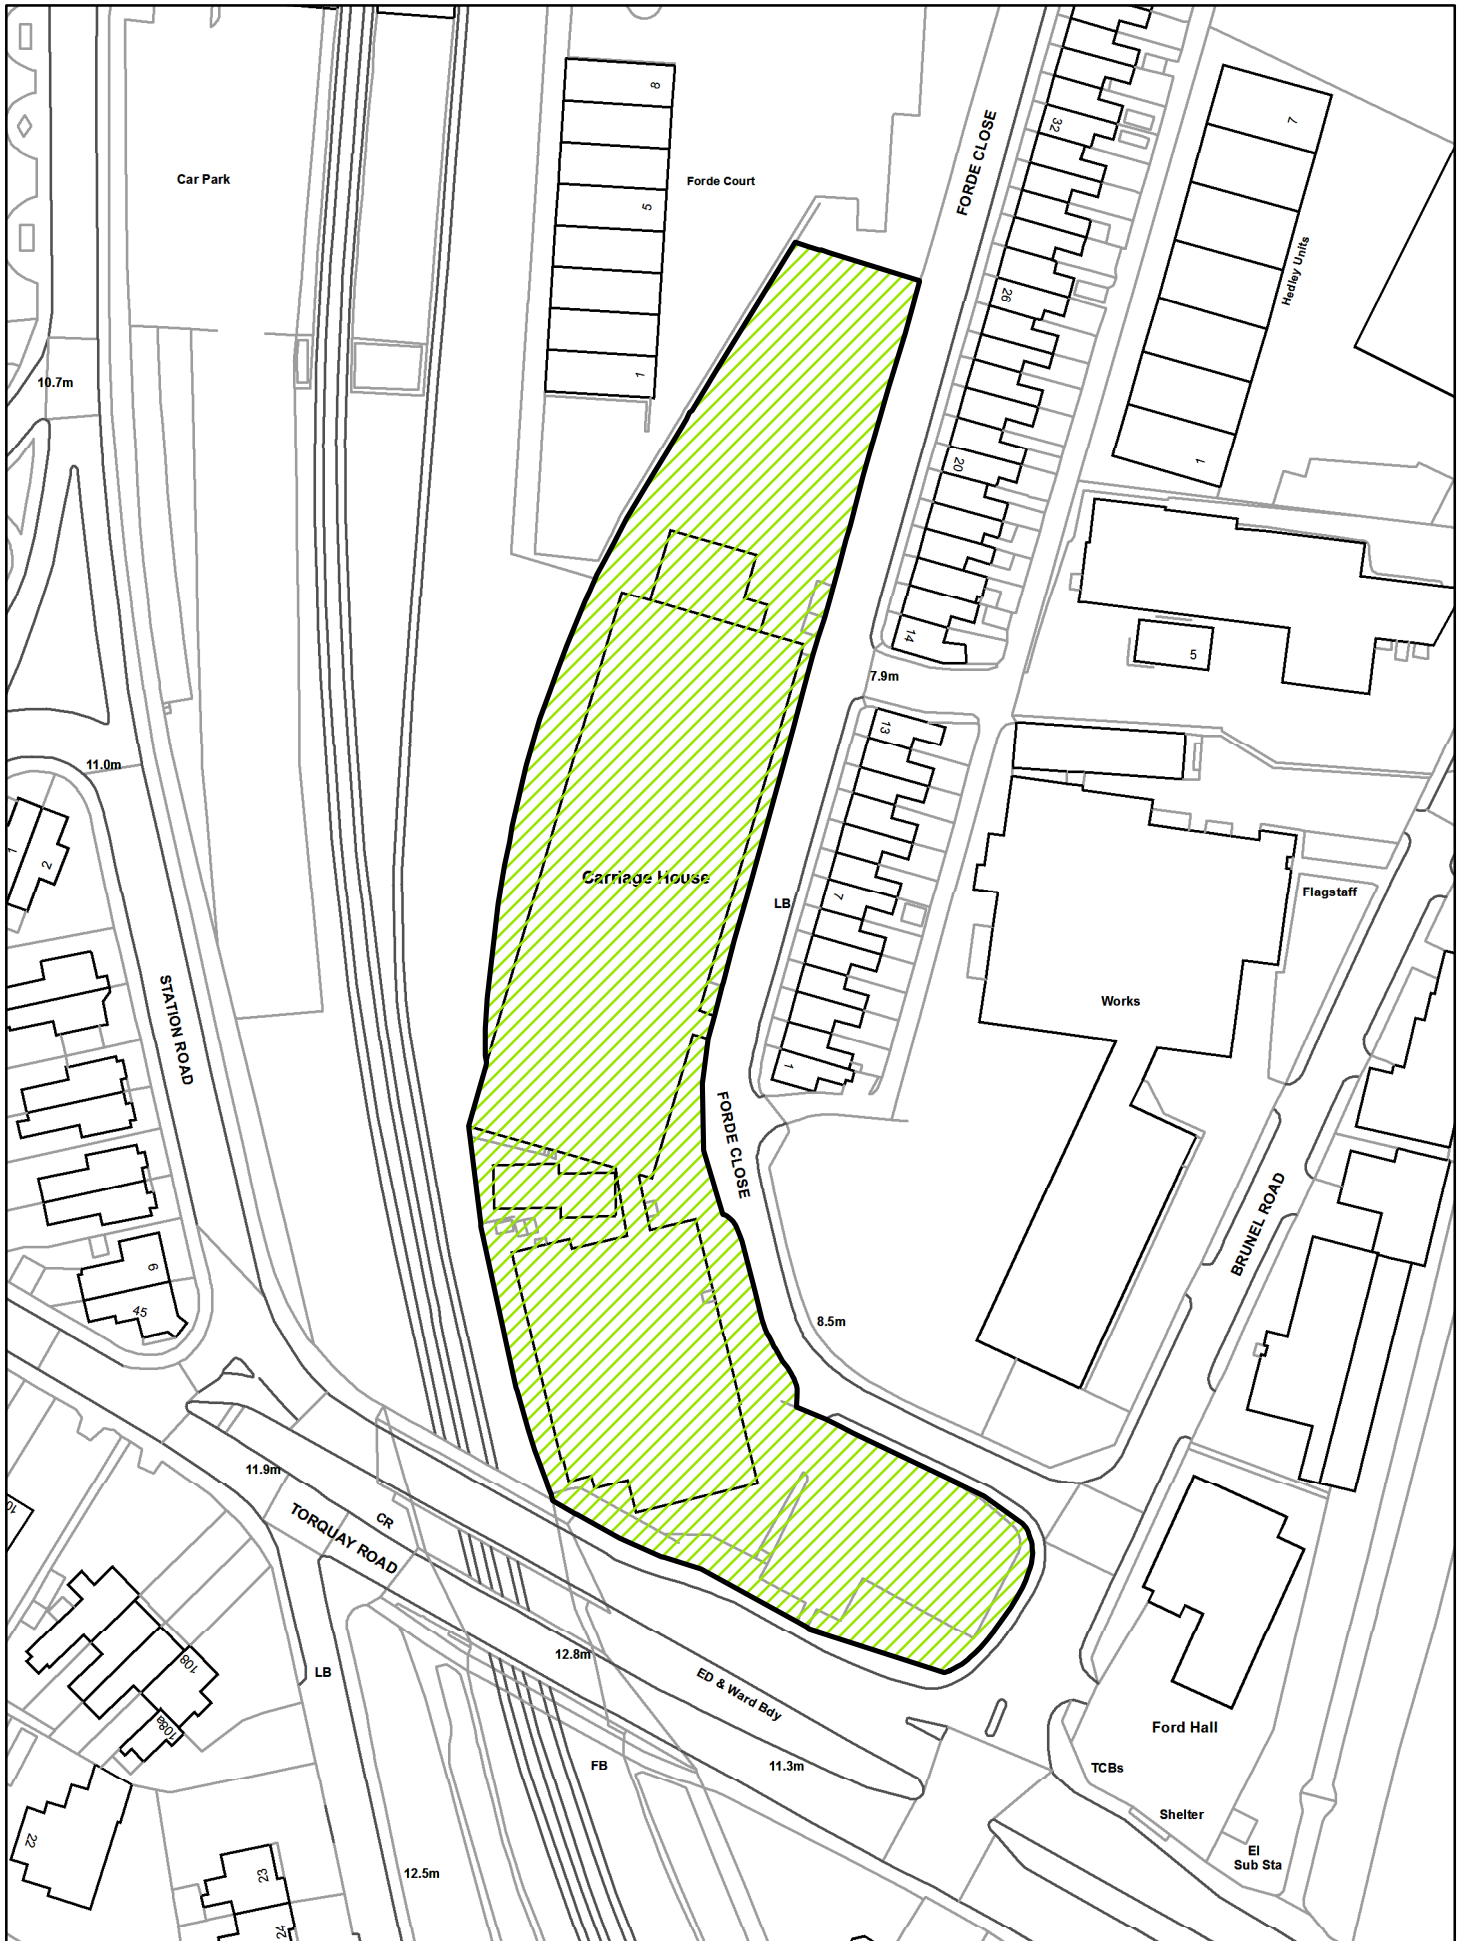 8
32
7
Car Park
Forde Court
5
FORDE CLOSE
Hedley Units
26
10.7m
1
20
1
14
5
7.9m
13
11.0m
1
2
Carriage House
7
LB
Flagstaff
STATION ROAD
Works
1
FORDE CLOSE
BRUNEL ROAD
6
45
8.5m
11.9m
CR
TORQUAY ROAD
12.8m
108
LB
ED & Ward Bdy
108a
Ford Hall
FB
11.3m
TCBs
Shelter
22
El
Sub Sta
23
12.5m